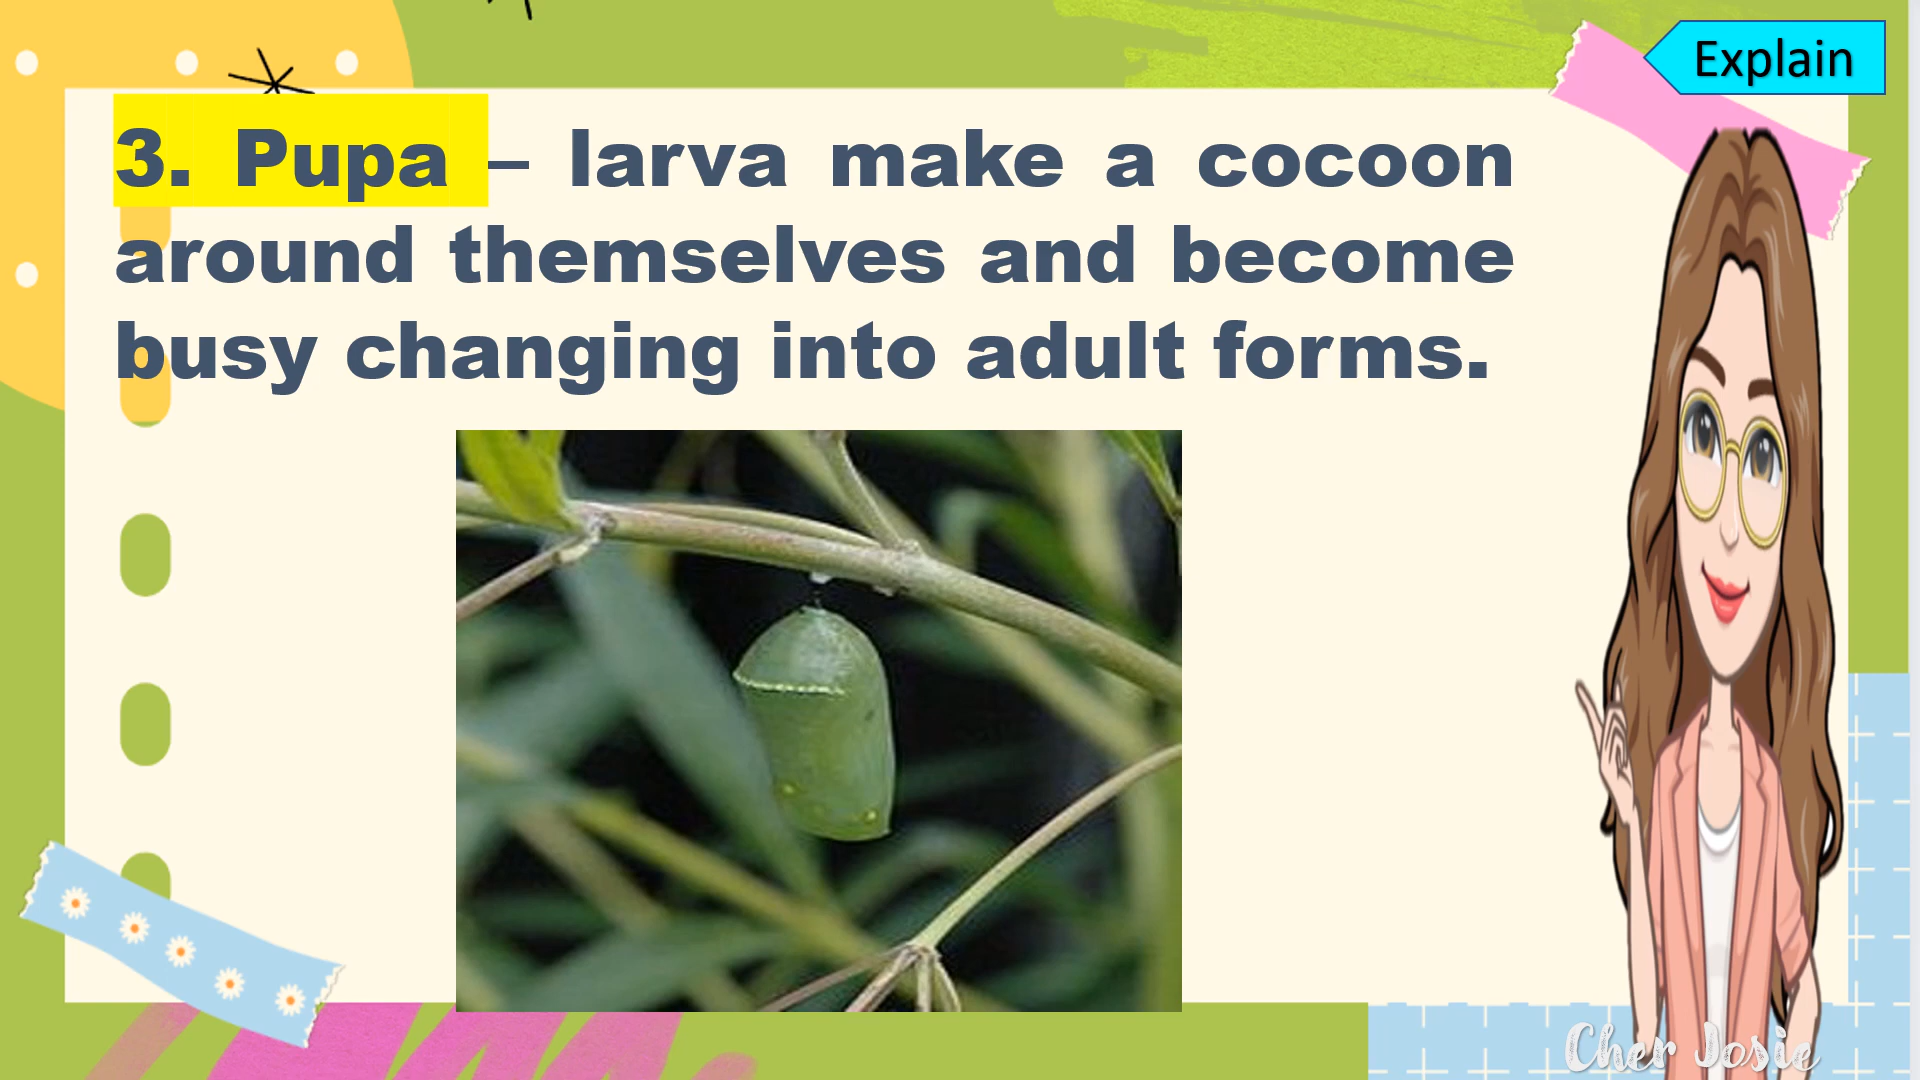 Explain
3. Pupa – larva make a cocoon
around themselves and become
busy changing into adult forms.
Cher Josie